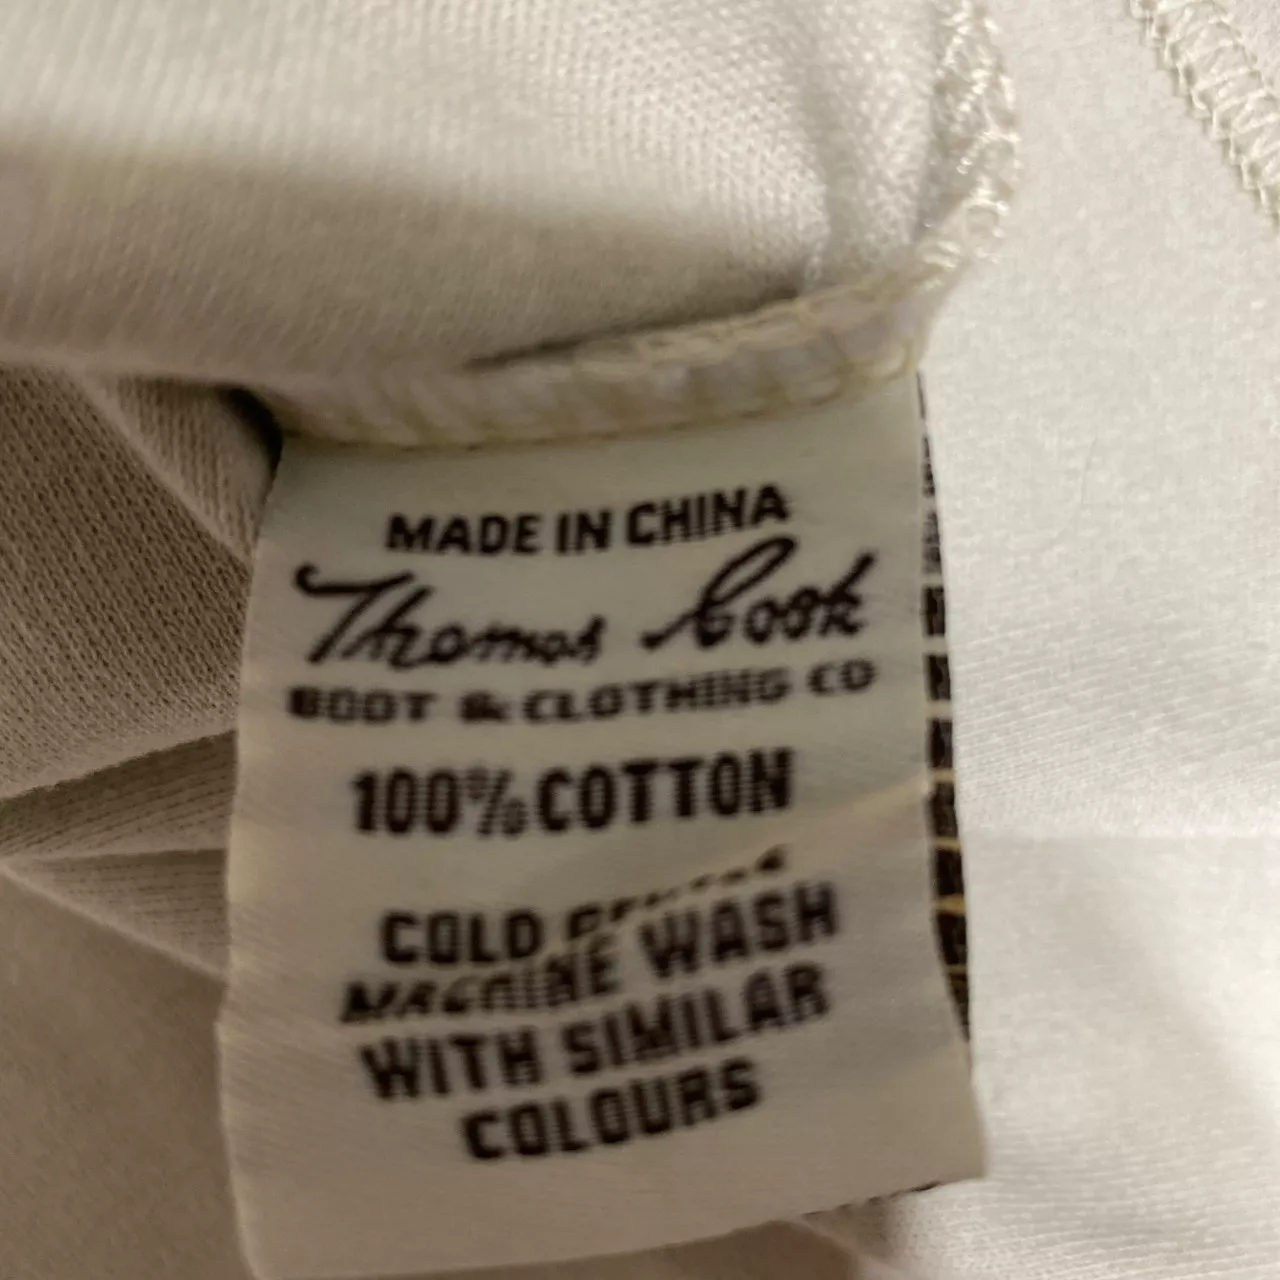 MADE IN CHINA
Thomas Cook
BOOT & CLOTHING CO
100% COTTON
COLD
MACHINE WASH
WITH SIMILAR
COLOURS